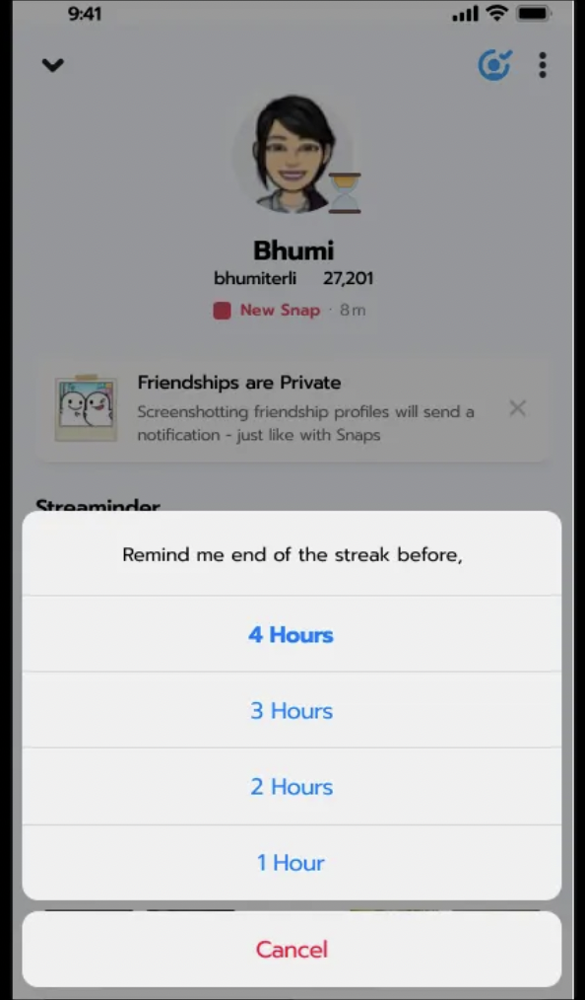 9:41
Bhumi
bhumiterli 27,201
New Snap · 8m
Friendships are Private
Screenshotting friendship profiles will send a
notification - just like with Snaps
Streaminder
Remind me end of the streak before,
4 Hours
3 Hours
2 Hours
1 Hour
Cancel